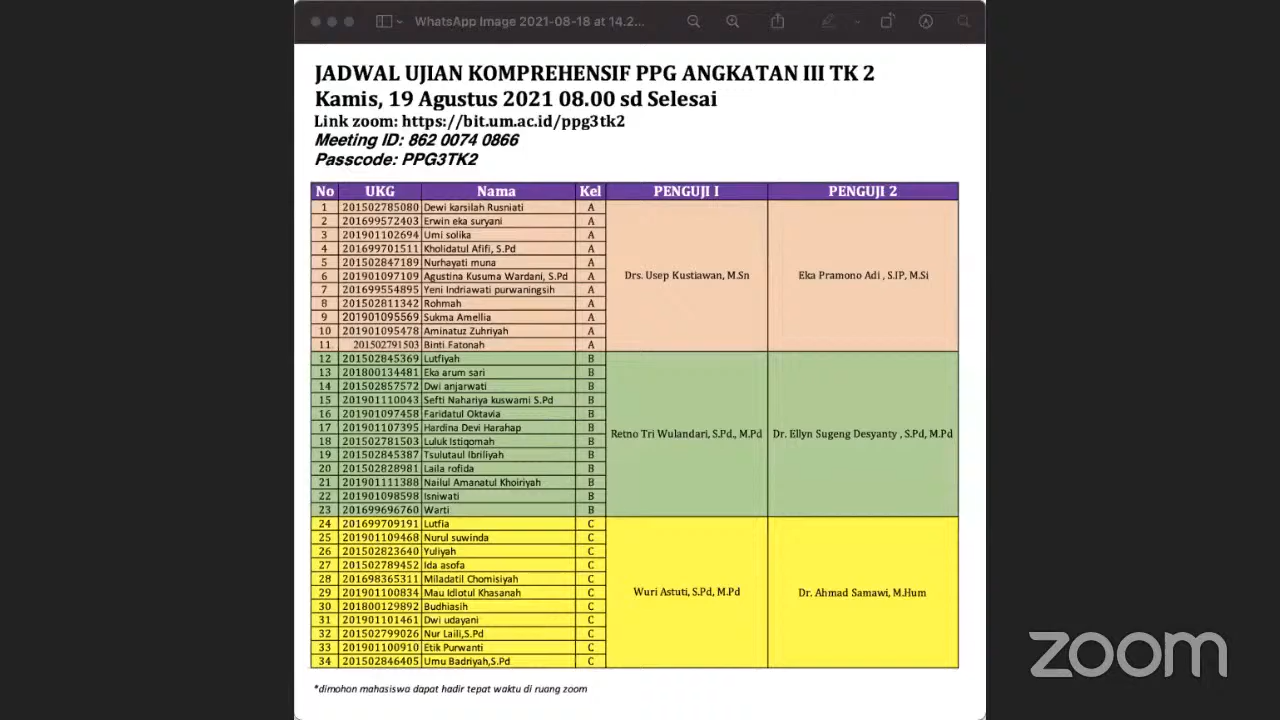 WhatsApp Image 2021-08-18 at 14.2...
JADWAL UJIAN KOMPREHENSIF PPG ANGKATAN III TK 2
Kamis, 19 Agustus 2021 08.00 sd Selesai
Link zoom: https://bit.um.ac.id/ppg3tk2
Meeting ID: 862 0074 0866
Passcode: PPG3TK2
No UKG Nama Kel PENGUJI I PENGUJI 2
1 201502785080 Dewi karsilah Rusniati A
2 201699572403 Erwin eka suryani A
3 201901102694 Umi solika A
4 201699701511 Kholidatul Afifi, S.Pd A
5 201502847189 Nurhayati muna A
6 201901097109 Agustina Kusuma Wardani, S.Pd A Drs. Usep Kustiawan, M.Sn Eka Pramono Adi , S.IP, M.Si
7 201699554895 Yeni Indriawati purwaningsih A
8 201502811342 Rohmah A
9 201901095569 Sukma Amellia A
10 201901095478 Aminatuz Zuhriyah A
11 201502791503 Binti Fatonah A
12 201502845369 Lutfiyah B
13 201800134481 Eka arum sari B
14 201502857572 Dwi anjarwati B
15 201901110043 Sefti Nahariya kuswami S.Pd B
16 201901097458 Faridatul Oktavia B
17 201901107395 Hardina Devi Harahap B Retno Tri Wulandari, S.Pd., M.Pd Dr. Ellyn Sugeng Desyanty , S.Pd, M.Pd
18 201502781503 Luluk Istiqomah B
19 201502845387 Tsulutaul Ibriliyah B
20 201502828981 Laila rofida B
21 201901111388 Nailul Amanatul Khoiriyah B
22 201901098598 Isniwati B
23 201699696760 Warti B
24 201699709191 Lutfia C
25 201901109468 Nurul suwinda C
26 201502823640 Yuliyah C
27 201502789452 Ida asofa C
28 201698365311 Miladatil Chomisiyah C
29 201901100834 Mau Idlotul Khasanah C Wuri Astuti, S.Pd, M.Pd Dr. Ahmad Samawi, M.Hum
30 201800129892 Budhiasih C
31 201901101461 Dwi udayani C
32 201502799026 Nur Laili,S.Pd C
33 201901100910 Etik Purwanti C
34 201502846405 Umu Badriyah,S.Pd C
*dimohon mahasiswa dapat hadir tepat waktu di ruang zoom
zoom